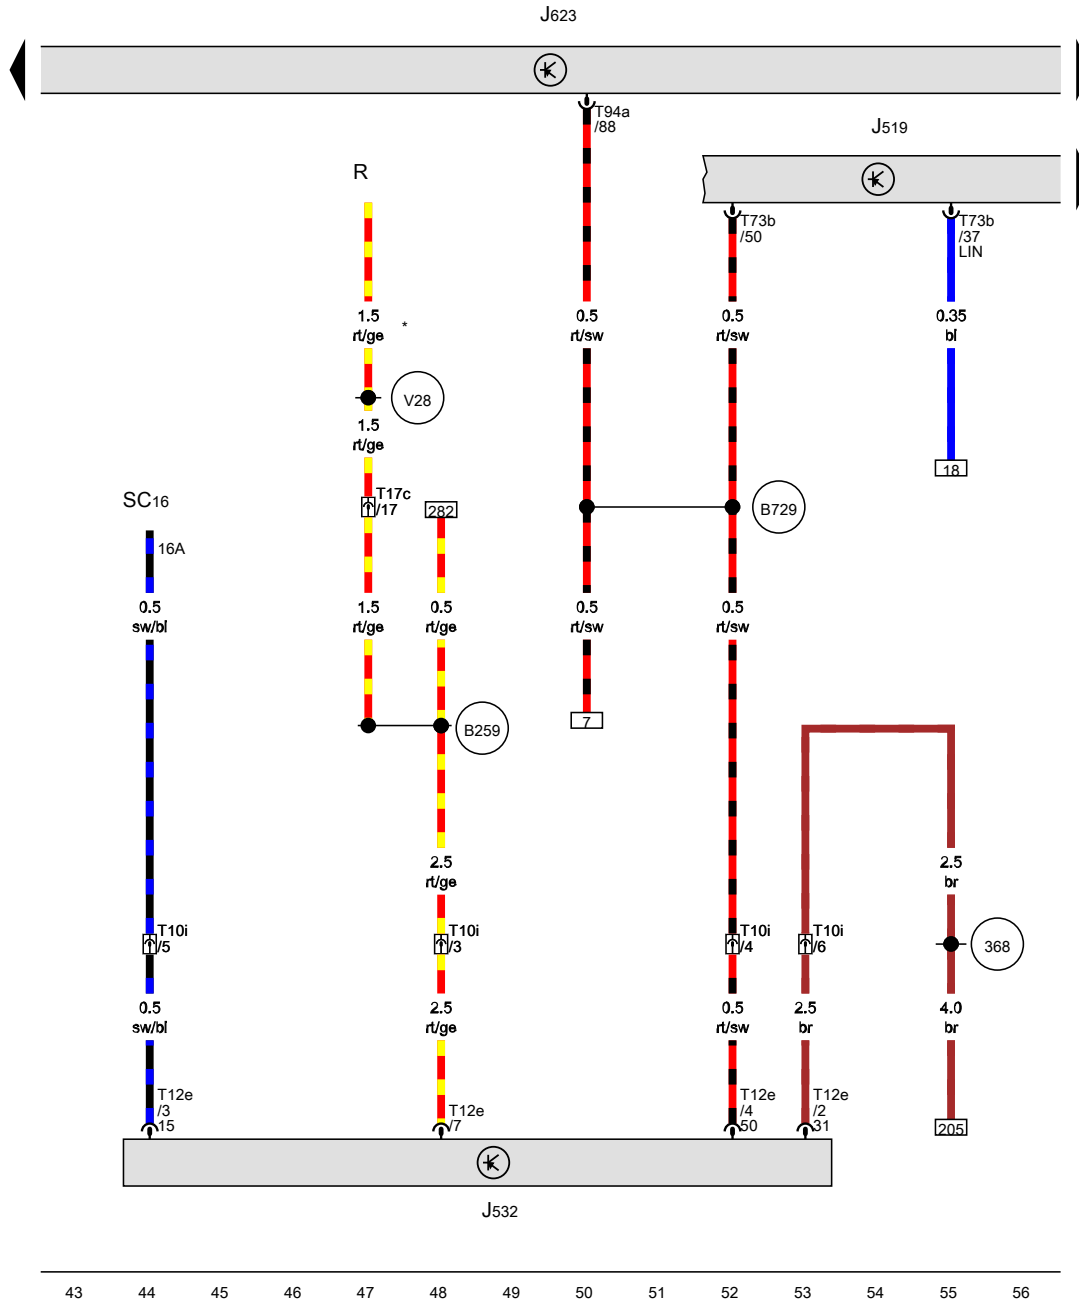 J623
T94a
/88
J519
R
T73b
/50
T73b
/37
LIN
1.5
rt/ge
*
0.5
rt/sw
0.5
rt/sw
0.35
bl
V28
1.5
rt/ge
18
SC16
T17c
/17
282
B729
16A
0.5
sw/bl
1.5
rt/ge
0.5
rt/ge
0.5
rt/sw
0.5
rt/sw
7
B259
2.5
rt/ge
2.5
br
T10i
/5
T10i
/3
T10i
/4
T10i
/6
368
0.5
sw/bl
2.5
rt/ge
0.5
rt/sw
2.5
br
4.0
br
T12e
/3
15
T12e
/7
T12e
/4
50
T12e
/2
31
205
J532
43 44 45 46 47 48 49 50 51 52 53 54 55 56